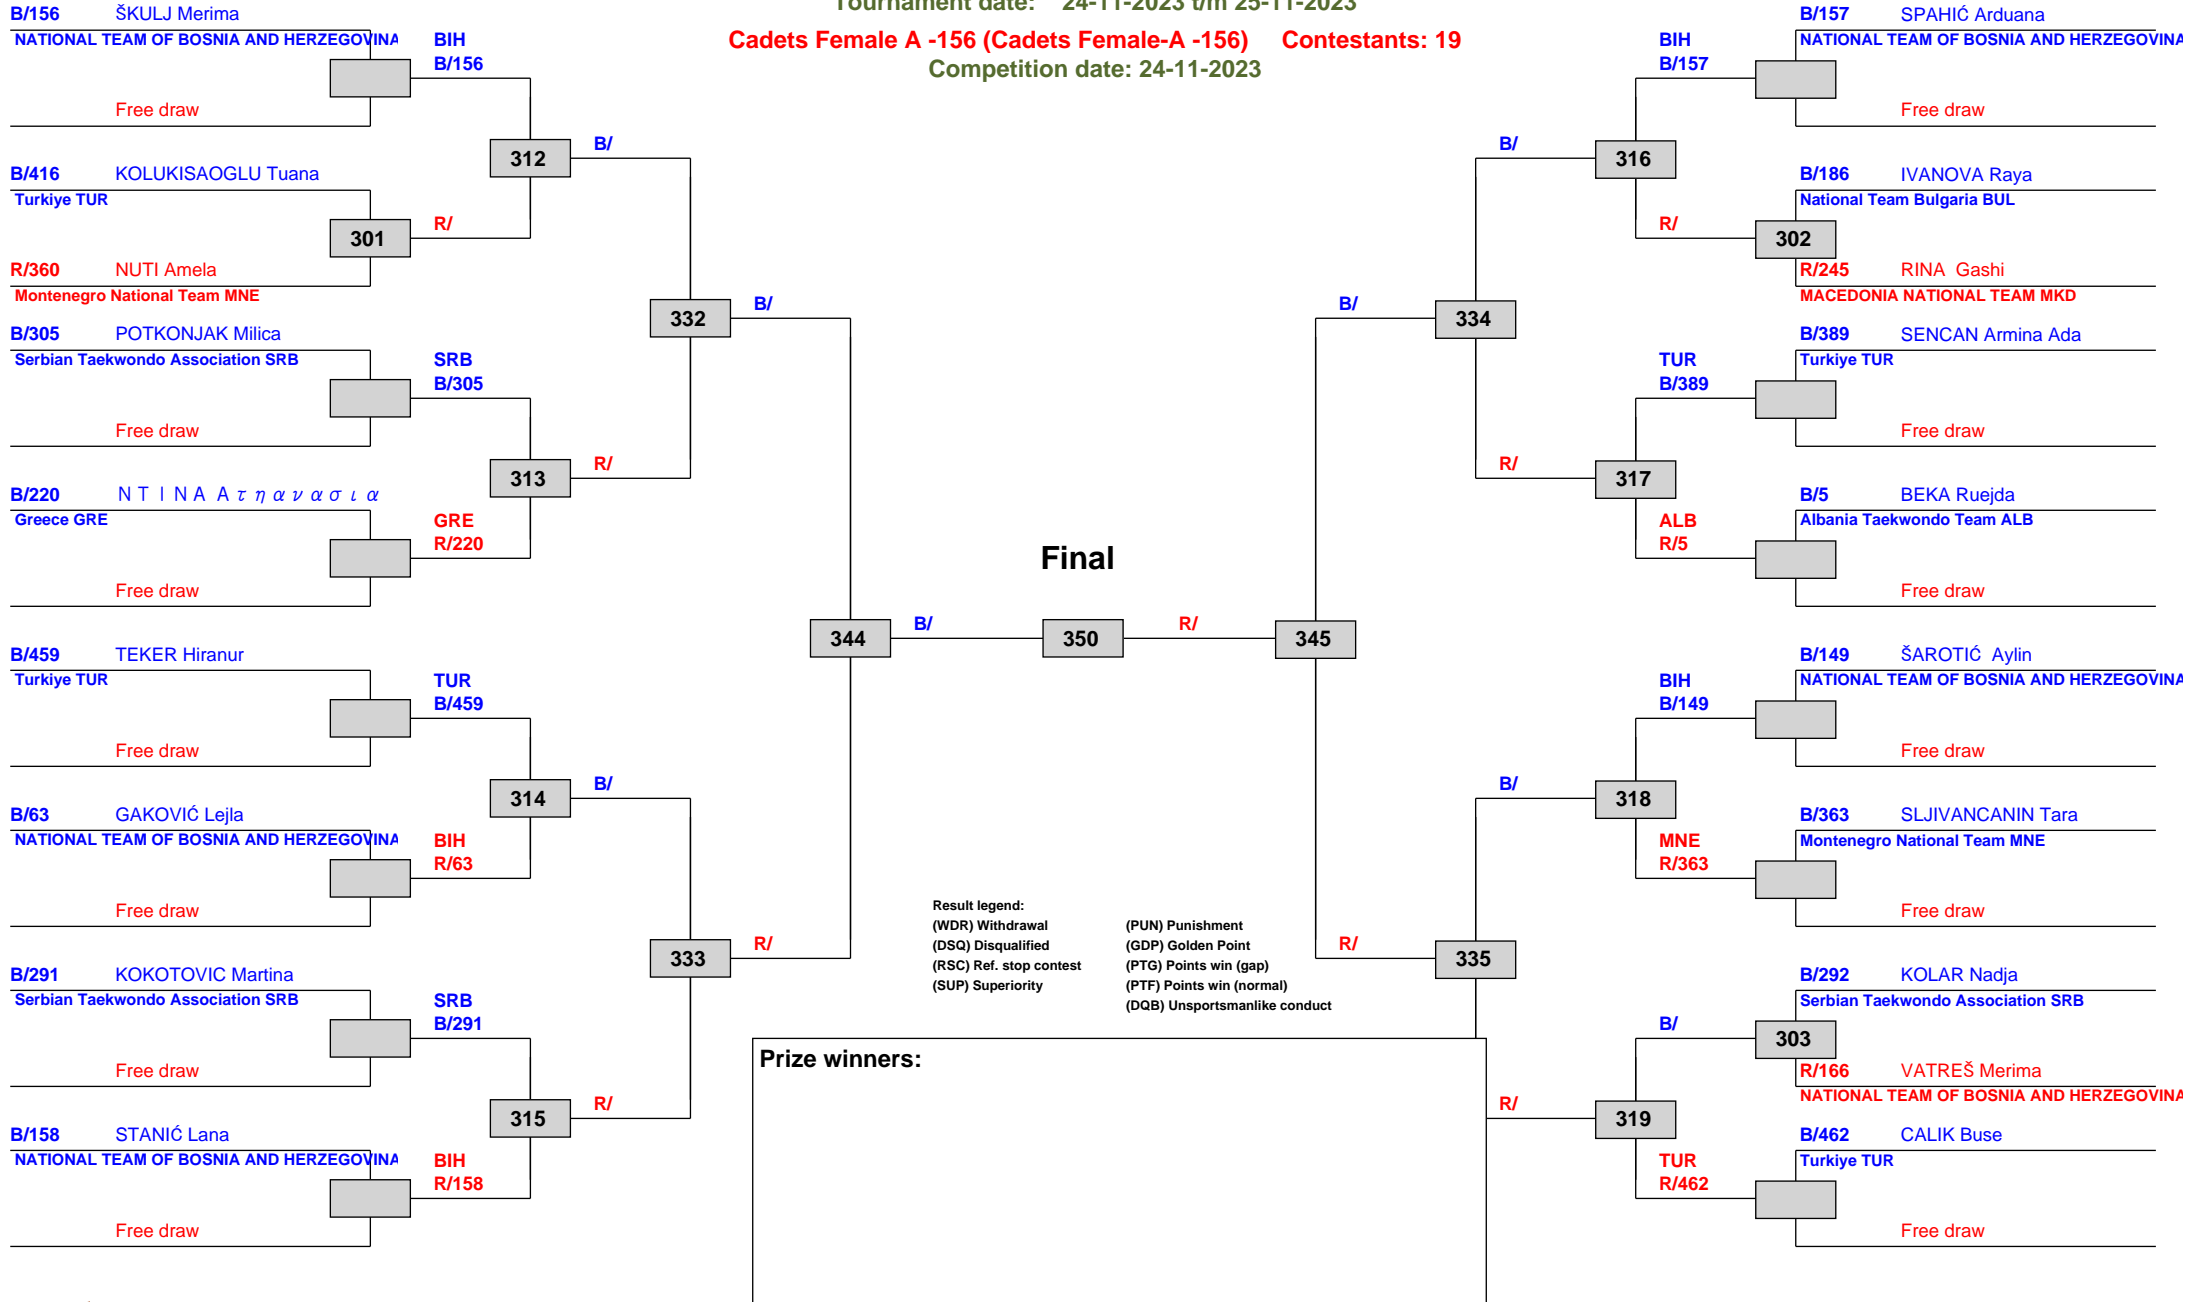 Tournament date: 24-11-2023 t/m 25-11-2023
Cadets Female A -156 (Cadets Female-A -156) Contestants: 19
Competition date: 24-11-2023
B/156 ŠKULJ Merima
NATIONAL TEAM OF BOSNIA AND HERZEGOVINA
BIH
B/156
Free draw
312
B/
B/416 KOLUKISAOGLU Tuana
Turkiye TUR
301
R/
R/360 NUTI Amela
Montenegro National Team MNE
332
B/
B/305 POTKONJAK Milica
Serbian Taekwondo Association SRB
SRB
B/305
Free draw
313
R/
B/220 ΝΤΙΝΑ Ατηανασια
Greece GRE
GRE
R/220
Free draw
344
B/
B/459 TEKER Hiranur
Turkiye TUR
TUR
B/459
Free draw
314
B/
B/63 GAKOVIĆ Lejla
NATIONAL TEAM OF BOSNIA AND HERZEGOVINA
BIH
R/63
Free draw
333
R/
B/291 KOKOTOVIC Martina
Serbian Taekwondo Association SRB
SRB
B/291
Free draw
315
R/
B/158 STANIĆ Lana
NATIONAL TEAM OF BOSNIA AND HERZEGOVINA
BIH
R/158
Free draw
Final
350
R/
345
Result legend:
(WDR) Withdrawal
(DSQ) Disqualified
(RSC) Ref. stop contest
(SUP) Superiority
(PUN) Punishment
(GDP) Golden Point
(PTG) Points win (gap)
(PTF) Points win (normal)
(DQB) Unsportsmanlike conduct
Prize winners:
B/157 SPAHIĆ Arduana
NATIONAL TEAM OF BOSNIA AND HERZEGOVINA
BIH
B/157
Free draw
B/
316
B/186 IVANOVA Raya
National Team Bulgaria BUL
R/
302
R/245 RINA Gashi
MACEDONIA NATIONAL TEAM MKD
B/
334
B/389 SENCAN Armina Ada
Turkiye TUR
TUR
B/389
Free draw
R/
317
B/5 BEKA Ruejda
Albania Taekwondo Team ALB
ALB
R/5
Free draw
B/149 ŠAROTIĆ Aylin
NATIONAL TEAM OF BOSNIA AND HERZEGOVINA
BIH
B/149
Free draw
B/
318
B/363 SLJIVANCANIN Tara
Montenegro National Team MNE
MNE
R/363
Free draw
R/
335
B/292 KOLAR Nadja
Serbian Taekwondo Association SRB
B/
303
R/166 VATREŠ Merima
NATIONAL TEAM OF BOSNIA AND HERZEGOVINA
R/
319
B/462 CALIK Buse
Turkiye TUR
TUR
R/462
Free draw